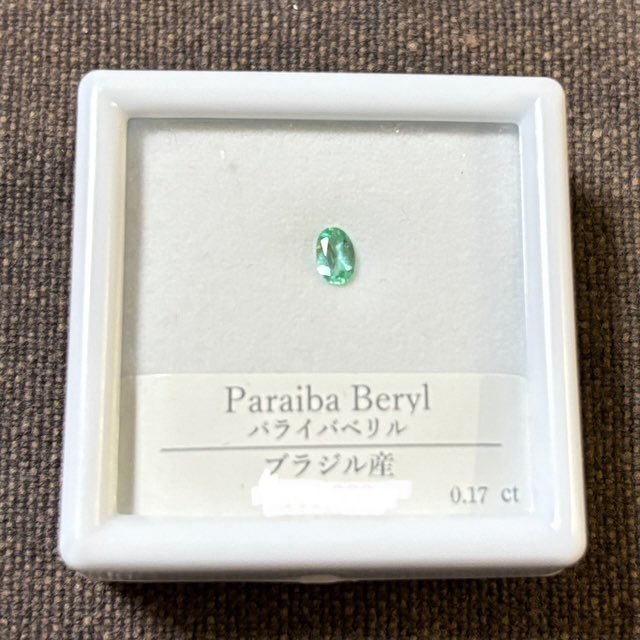 Paraiba Beryl
パライバベリル
ブラジル産
0.17 ct